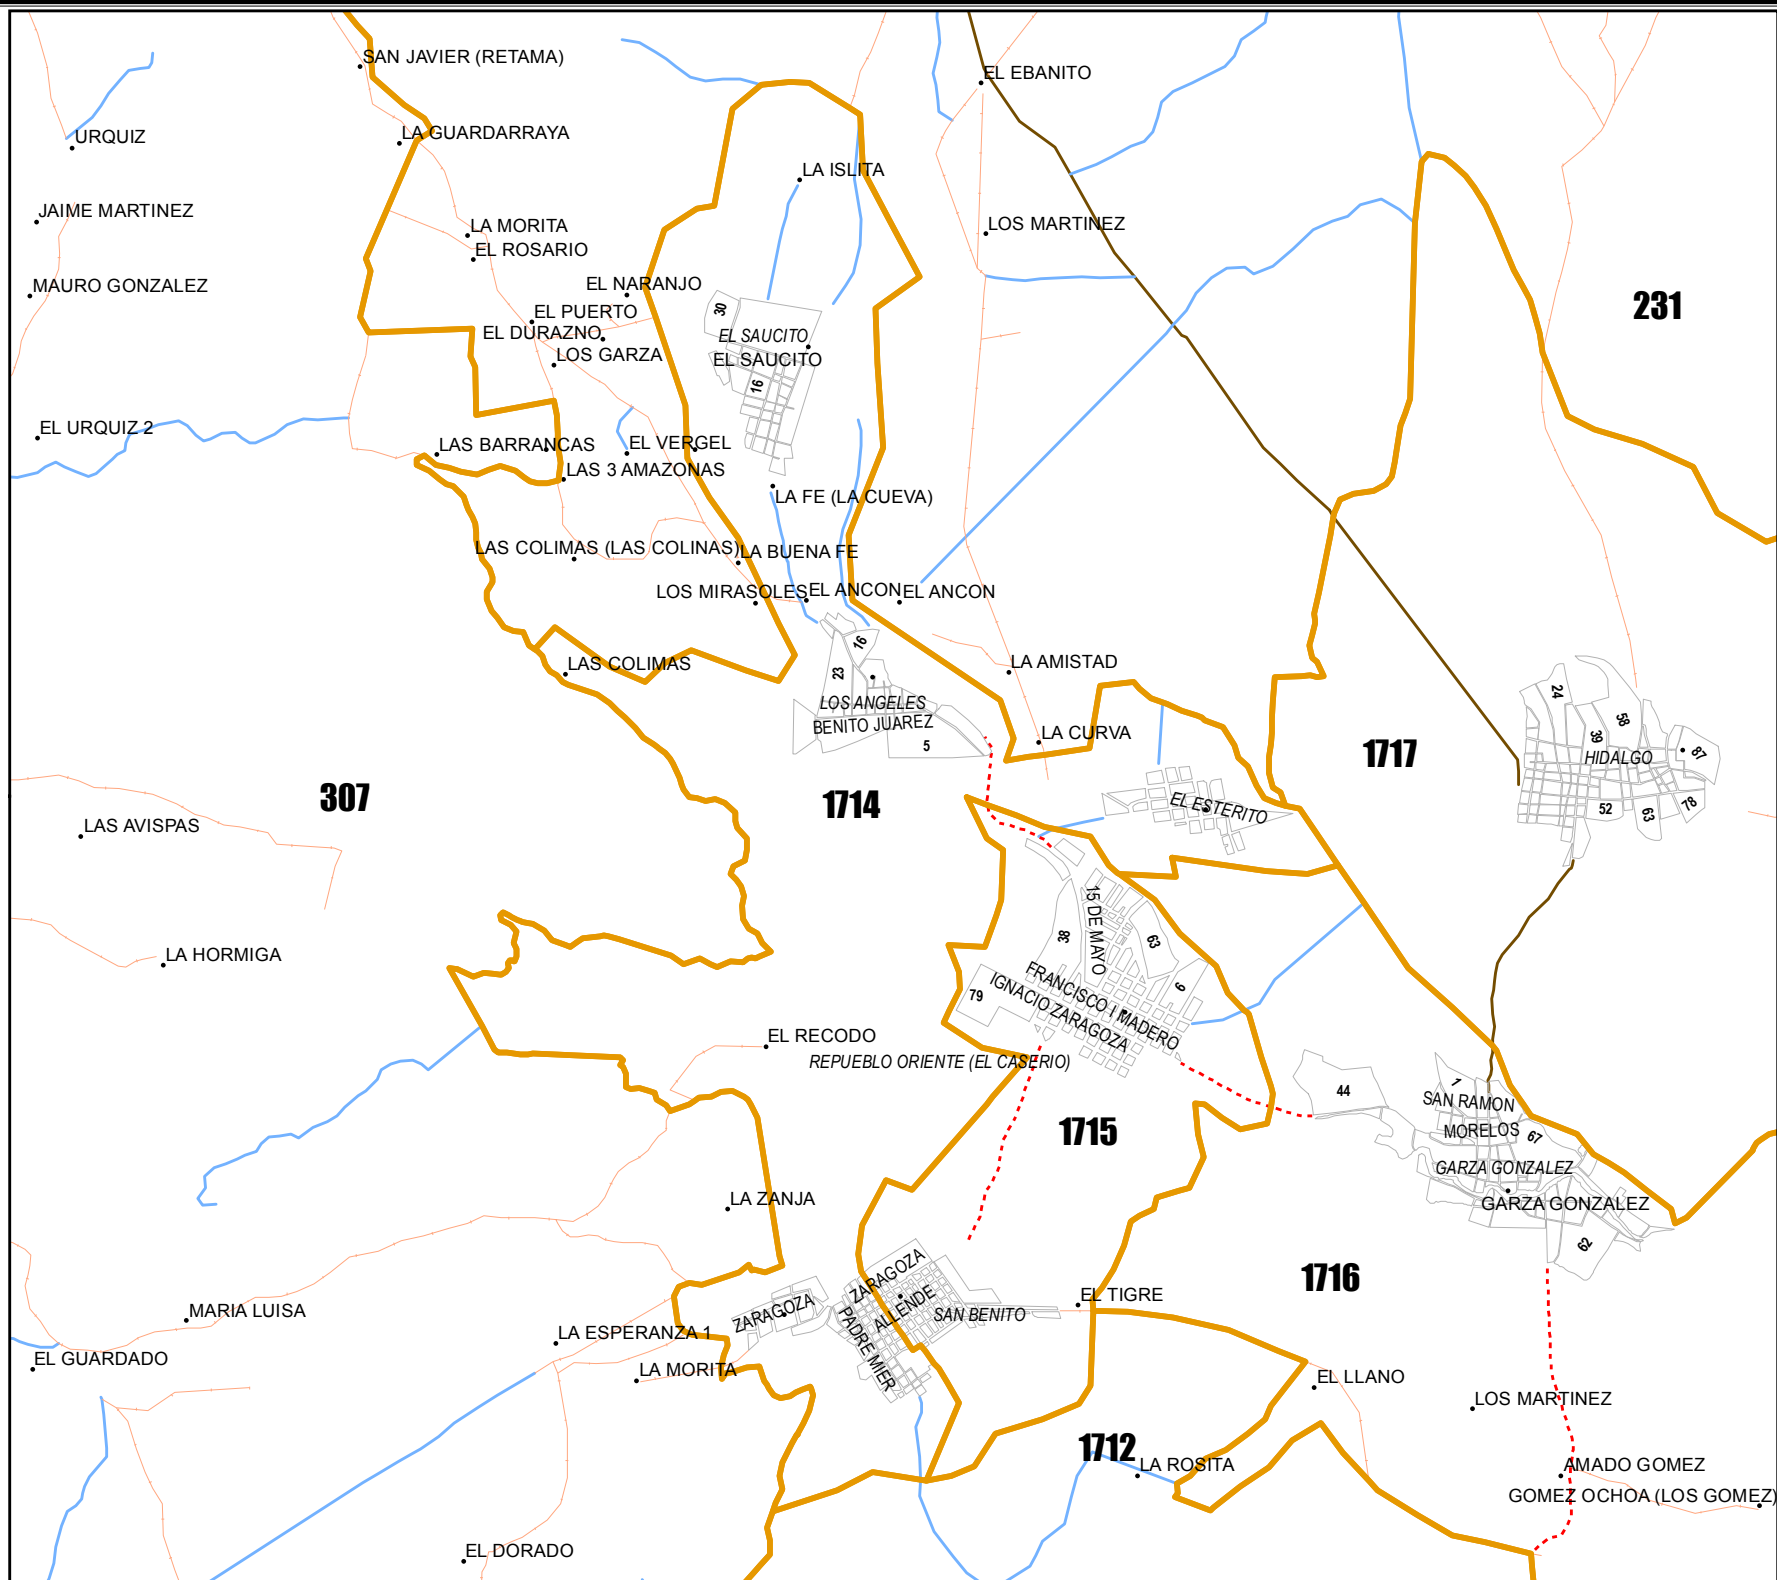 SAN JAVIER (RETAMA)
EL EBANITO
URQUIZ
LA GUARDARRAYA
LA ISLITA
JAIME MARTINEZ
LA MORITA
LOS MARTINEZ
EL ROSARIO
MAURO GONZALEZ
EL NARANJO
30
231
EL PUERTO
EL DURAZNO
EL SAUCITO
LOS GARZA
EL SAUCITO
16
EL URQUIZ 2
LAS BARRANCAS
EL VERGEL
LAS 3 AMAZONAS
LA FE (LA CUEVA)
LAS COLIMAS (LAS COLINAS)
LA BUENA FE
LOS MIRASOLES
EL ANCON
EL ANCON
16
LAS COLIMAS
23
LA AMISTAD
24
LOS ANGELES
58
BENITO JUAREZ
5
LA CURVA
39
1717
HIDALGO
87
307
1714
EL ESTERITO
52
63
78
LAS AVISPAS
15 DE MAYO
38
63
LA HORMIGA
FRANCISCO I MADERO
6
79
IGNACIO ZARAGOZA
EL RECODO
REPUEBLO ORIENTE (EL CASERIO)
44
1
SAN RAMON
1715
MORELOS
67
GARZA GONZALEZ
LA ZANJA
GARZA GONZALEZ
62
ZARAGOZA
1716
MARIA LUISA
ZARAGOZA
ALLENDE
SAN BENITO
EL TIGRE
LA ESPERANZA 1
PADRE MIER
EL GUARDADO
LA MORITA
EL LLANO
LOS MARTINEZ
1712
LA ROSITA
AMADO GOMEZ
GOMEZ OCHOA (LOS GOMEZ)
EL DORADO